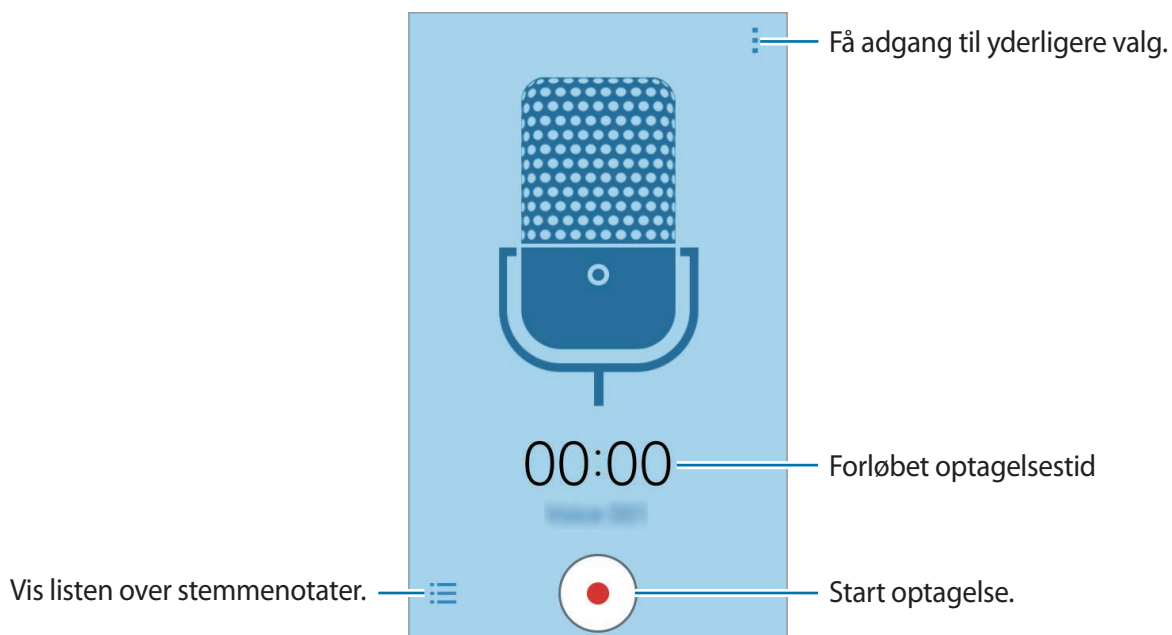 Få adgang til yderligere valg.
00:00
Forløbet optagelsestid
Vis listen over stemmenotater.
Start optagelse.